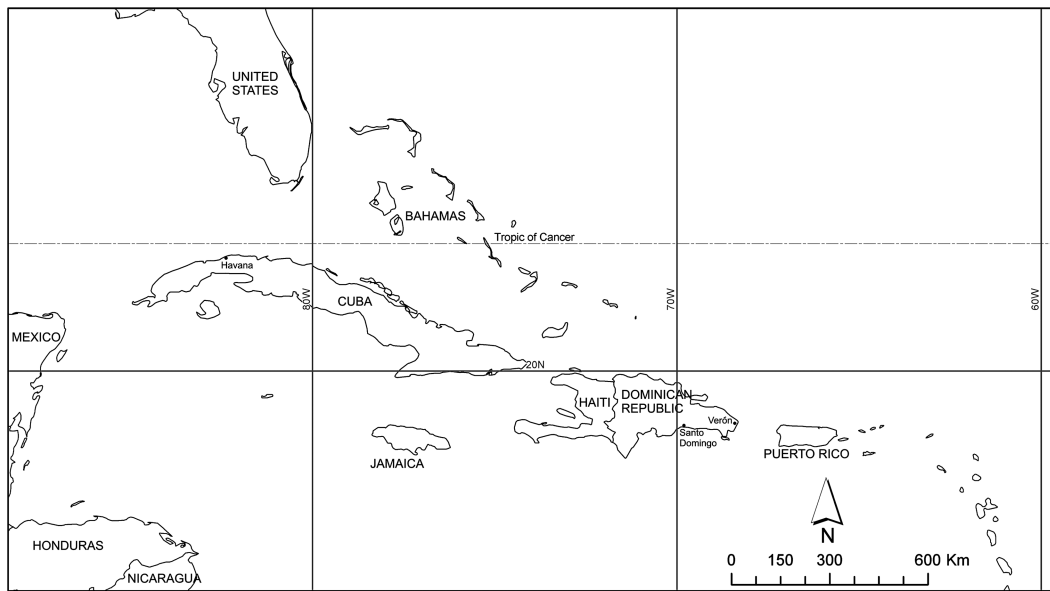 UNITED
STATES
BAHAMAS
Tropic of Cancer
Havana
80W
CUBA
70W
60W
MEXICO
20N
HAITI
DOMINICAN
REPUBLIC
Verón
Santo
Domingo
JAMAICA
PUERTO RICO
N
HONDURAS
NICARAGUA
0 150 300 600 Km